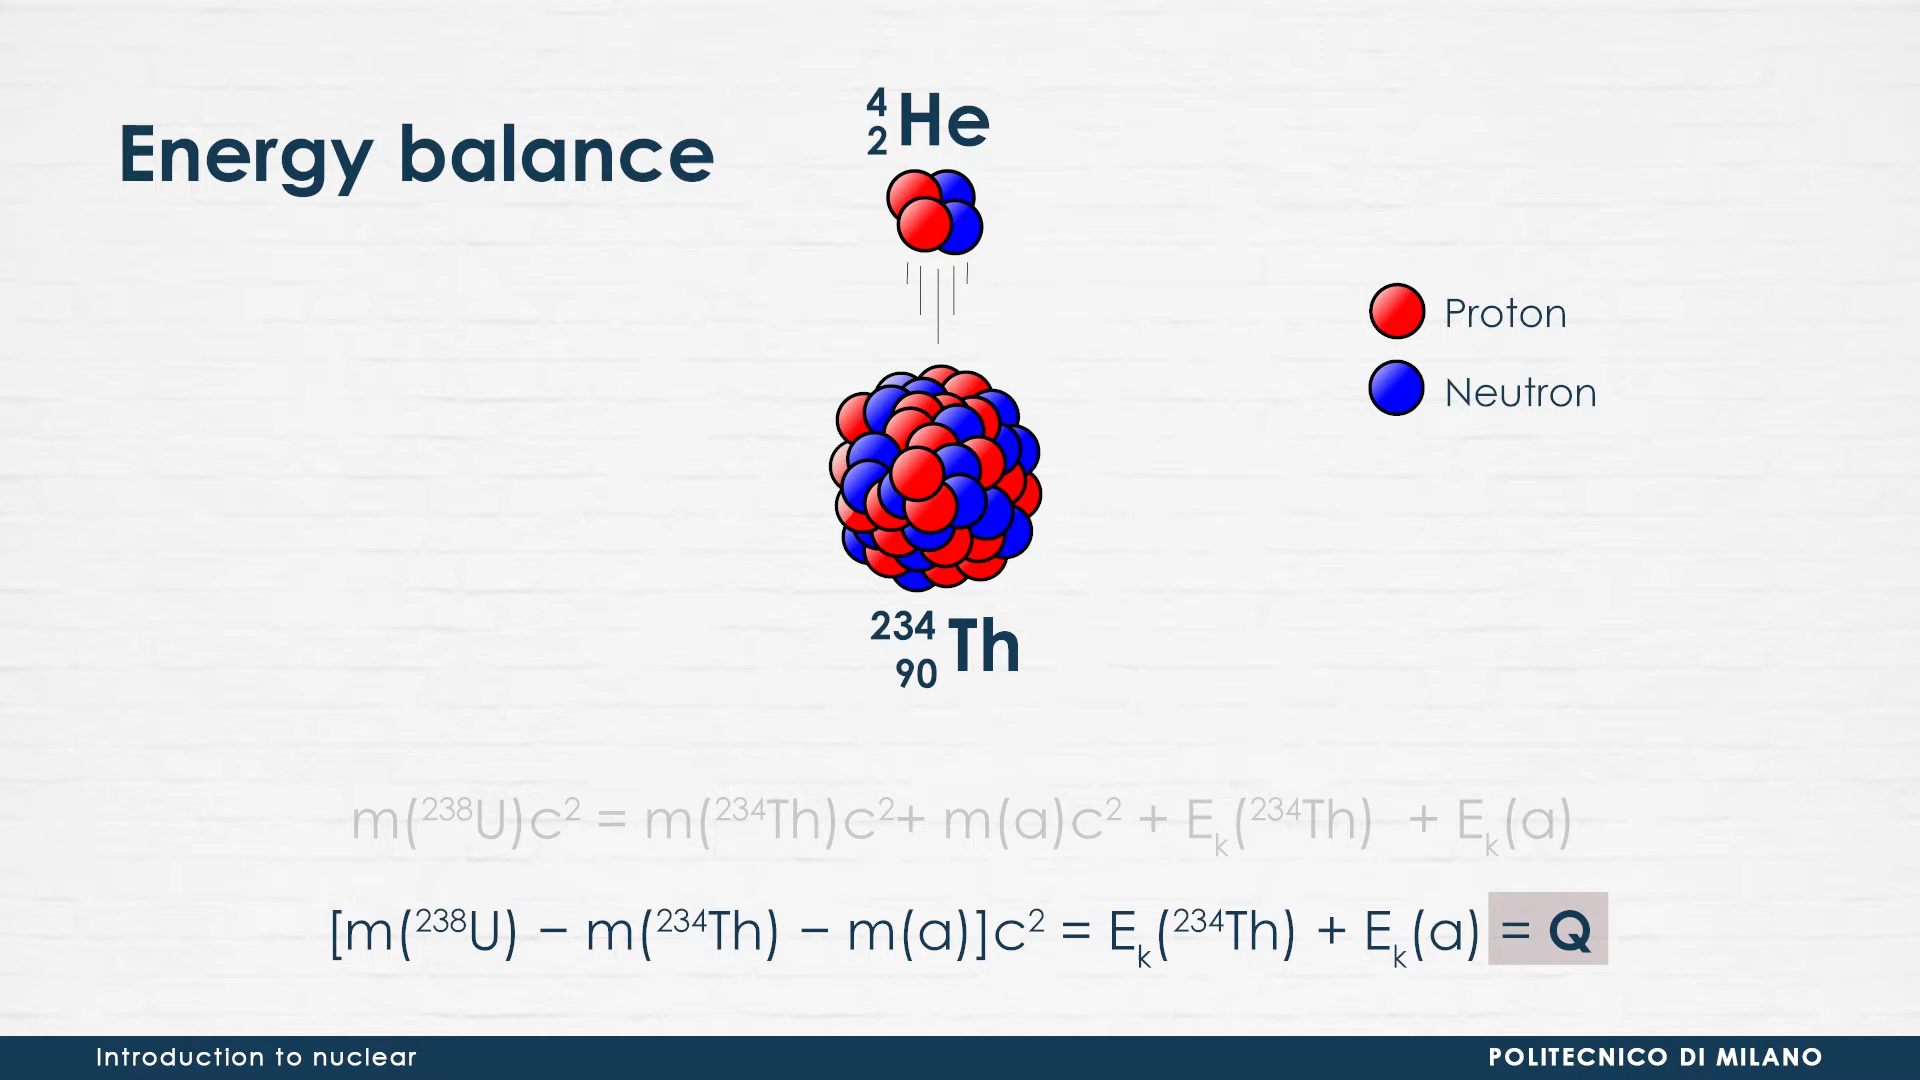 Energy balance
⁴₂He
Proton
Neutron
²³⁴₉₀Th
m(²³⁸U)c² = m(²³⁴Th)c²+ m(a)c² + Eₖ(²³⁴Th) + Eₖ(a)
[m(²³⁸U) − m(²³⁴Th) − m(a)]c² = Eₖ(²³⁴Th) + Eₖ(a) = Q
Introduction to nuclear
POLITECNICO DI MILANO